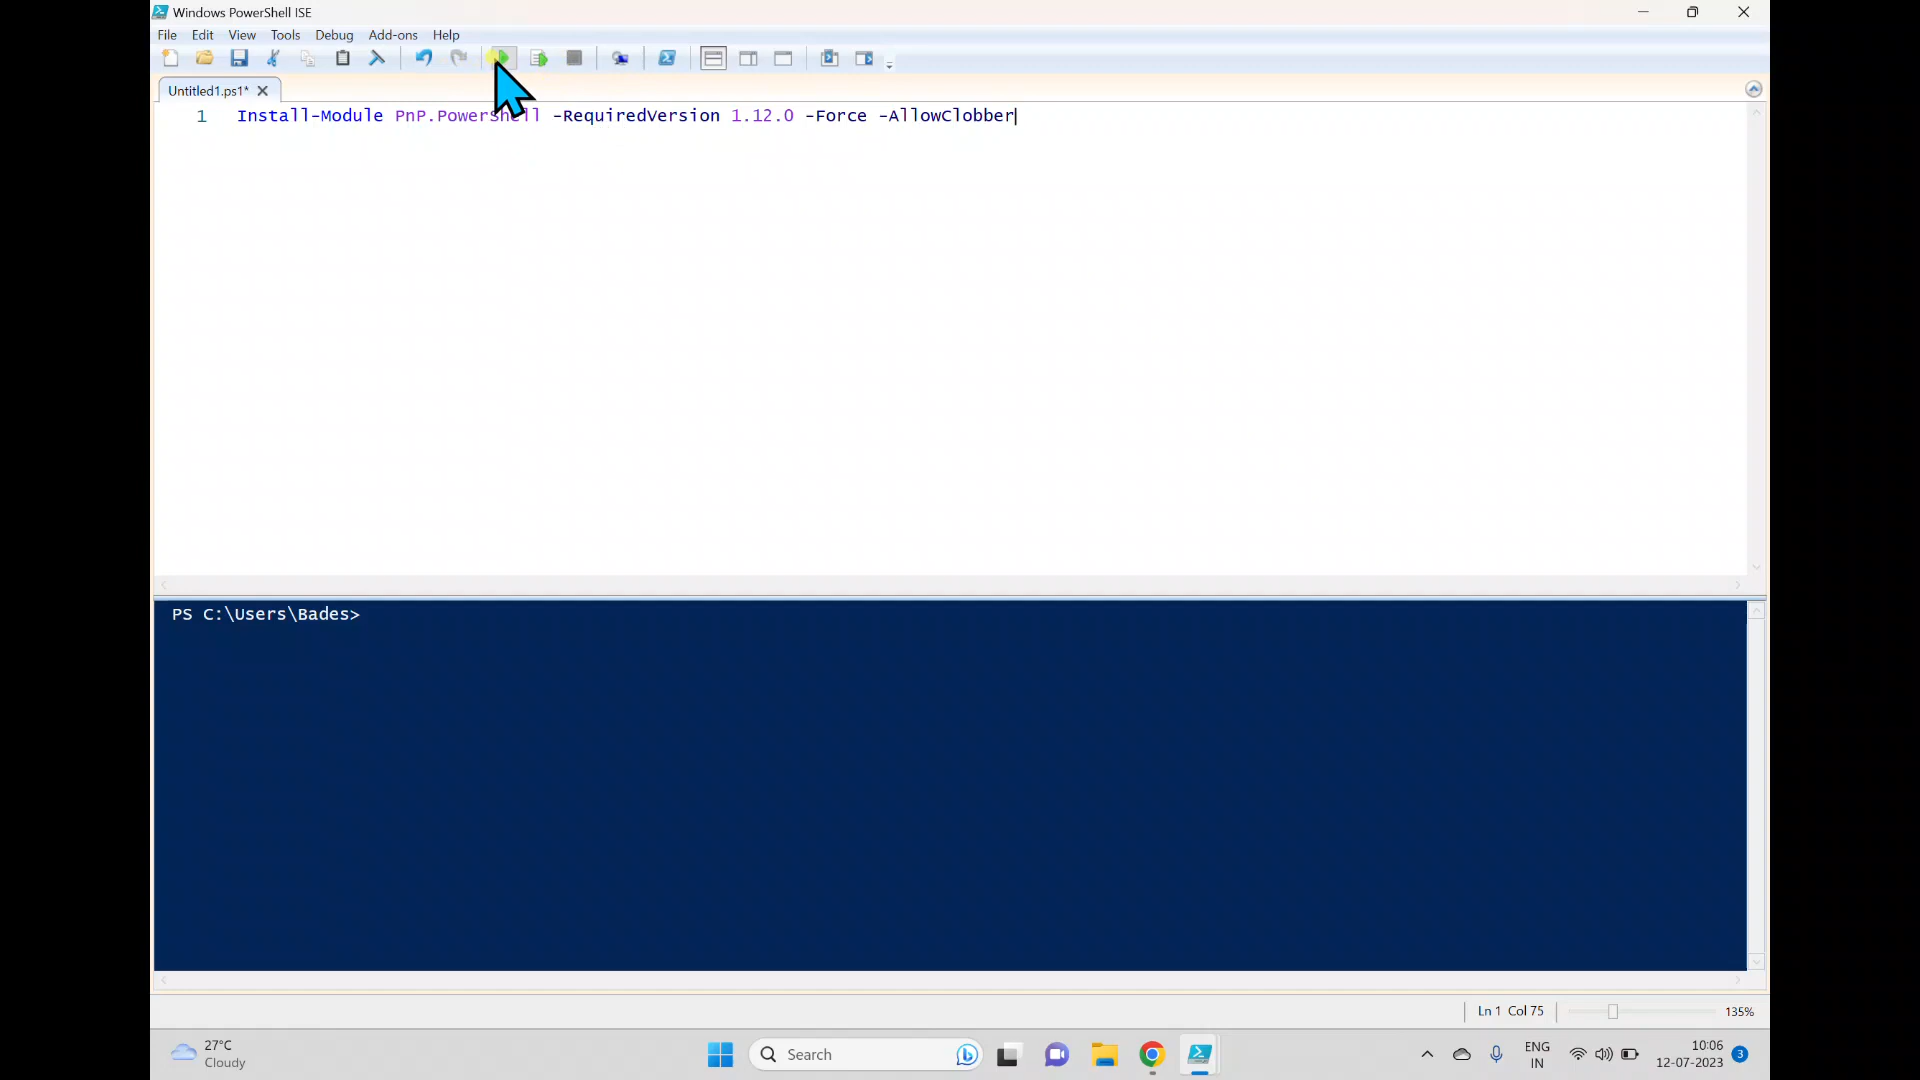 Windows PowerShell ISE
File Edit View Tools Debug Add-ons Help
Untitled1.ps1*
1 Install-Module PnP.Powershell -RequiredVersion 1.12.0 -Force -AllowClobber
PS C:\Users\Bades>
Ln 1 Col 75 135%
27°C
Cloudy
Search
ENG
IN
10:06
12-07-2023
3